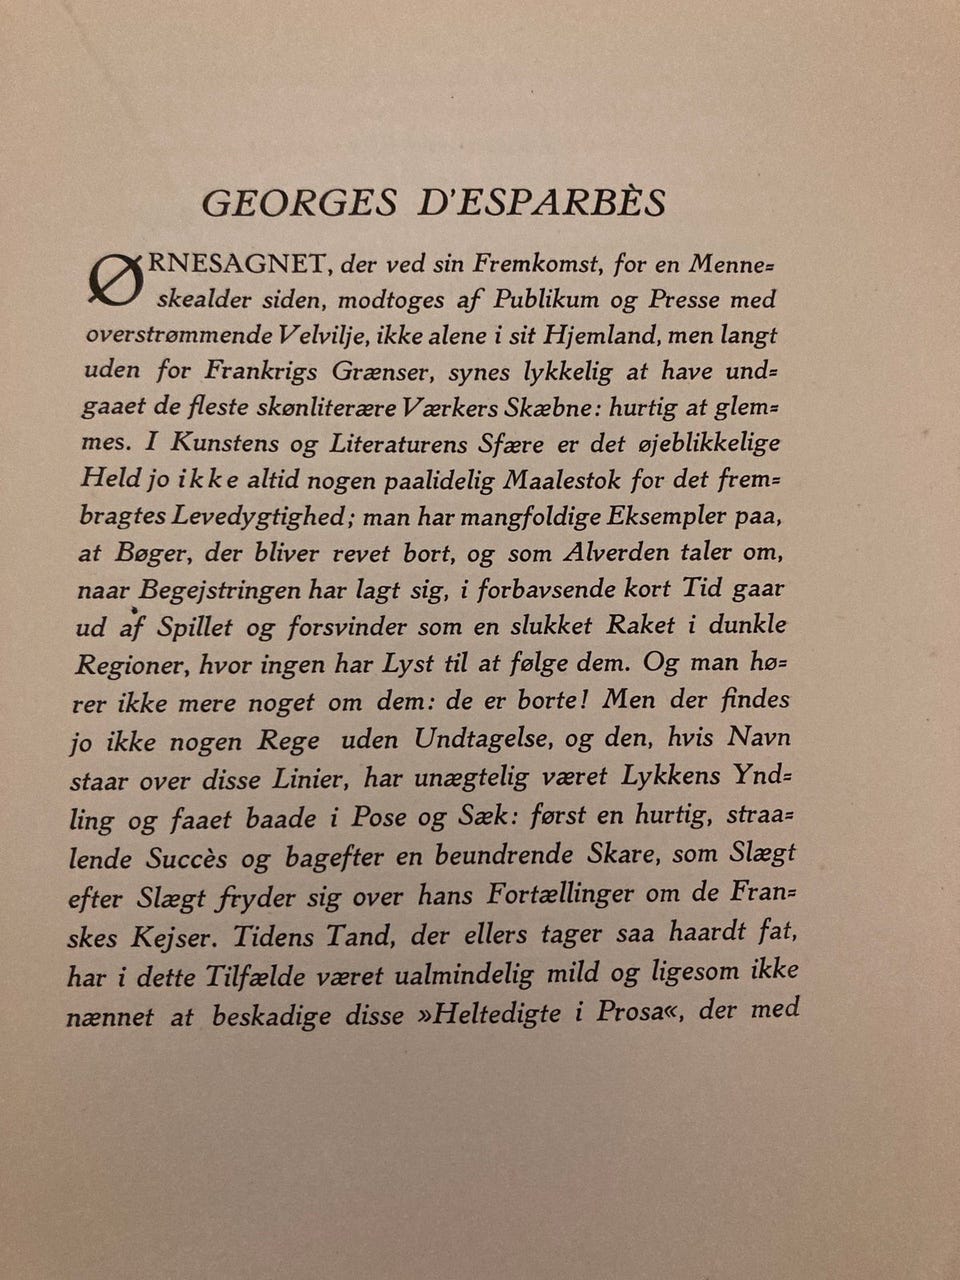 GEORGES D'ESPARBÈS
ØRNESAGNET, der ved sin Fremkomst, for en Menne=
skealder siden, modtoges af Publikum og Presse med
overstrømmende Velvilje, ikke alene i sit Hjemland, men langt
uden for Frankrigs Grænser, synes lykkelig at have und=
gaaet de fleste skønliterære Værkers Skæbne: hurtig at glem=
mes. I Kunstens og Literaturens Sfære er det øjeblikkelige
Held jo ikke altid nogen paalidelig Maalestok for det frem=
bragtes Levedygtighed; man har mangfoldige Eksempler paa,
at Bøger, der bliver revet bort, og som Alverden taler om,
naar Begejstringen har lagt sig, i forbavsende kort Tid gaar
ud af Spillet og forsvinder som en slukket Raket i dunkle
Regioner, hvor ingen har Lyst til at følge dem. Og man hø=
rer ikke mere noget om dem: de er borte! Men der findes
jo ikke nogen Rege uden Undtagelse, og den, hvis Navn
staar over disse Linier, har unægtelig været Lykkens Ynd=
ling og faaet baade i Pose og Sæk: først en hurtig, straa=
lende Succès og bagefter en beundrende Skare, som Slægt
efter Slægt fryder sig over hans Fortællinger om de Fran=
skes Kejser. Tidens Tand, der ellers tager saa haardt fat,
har i dette Tilfælde været ualmindelig mild og ligesom ikke
nænnet at beskadige disse »Heltedigte i Prosa«, der med